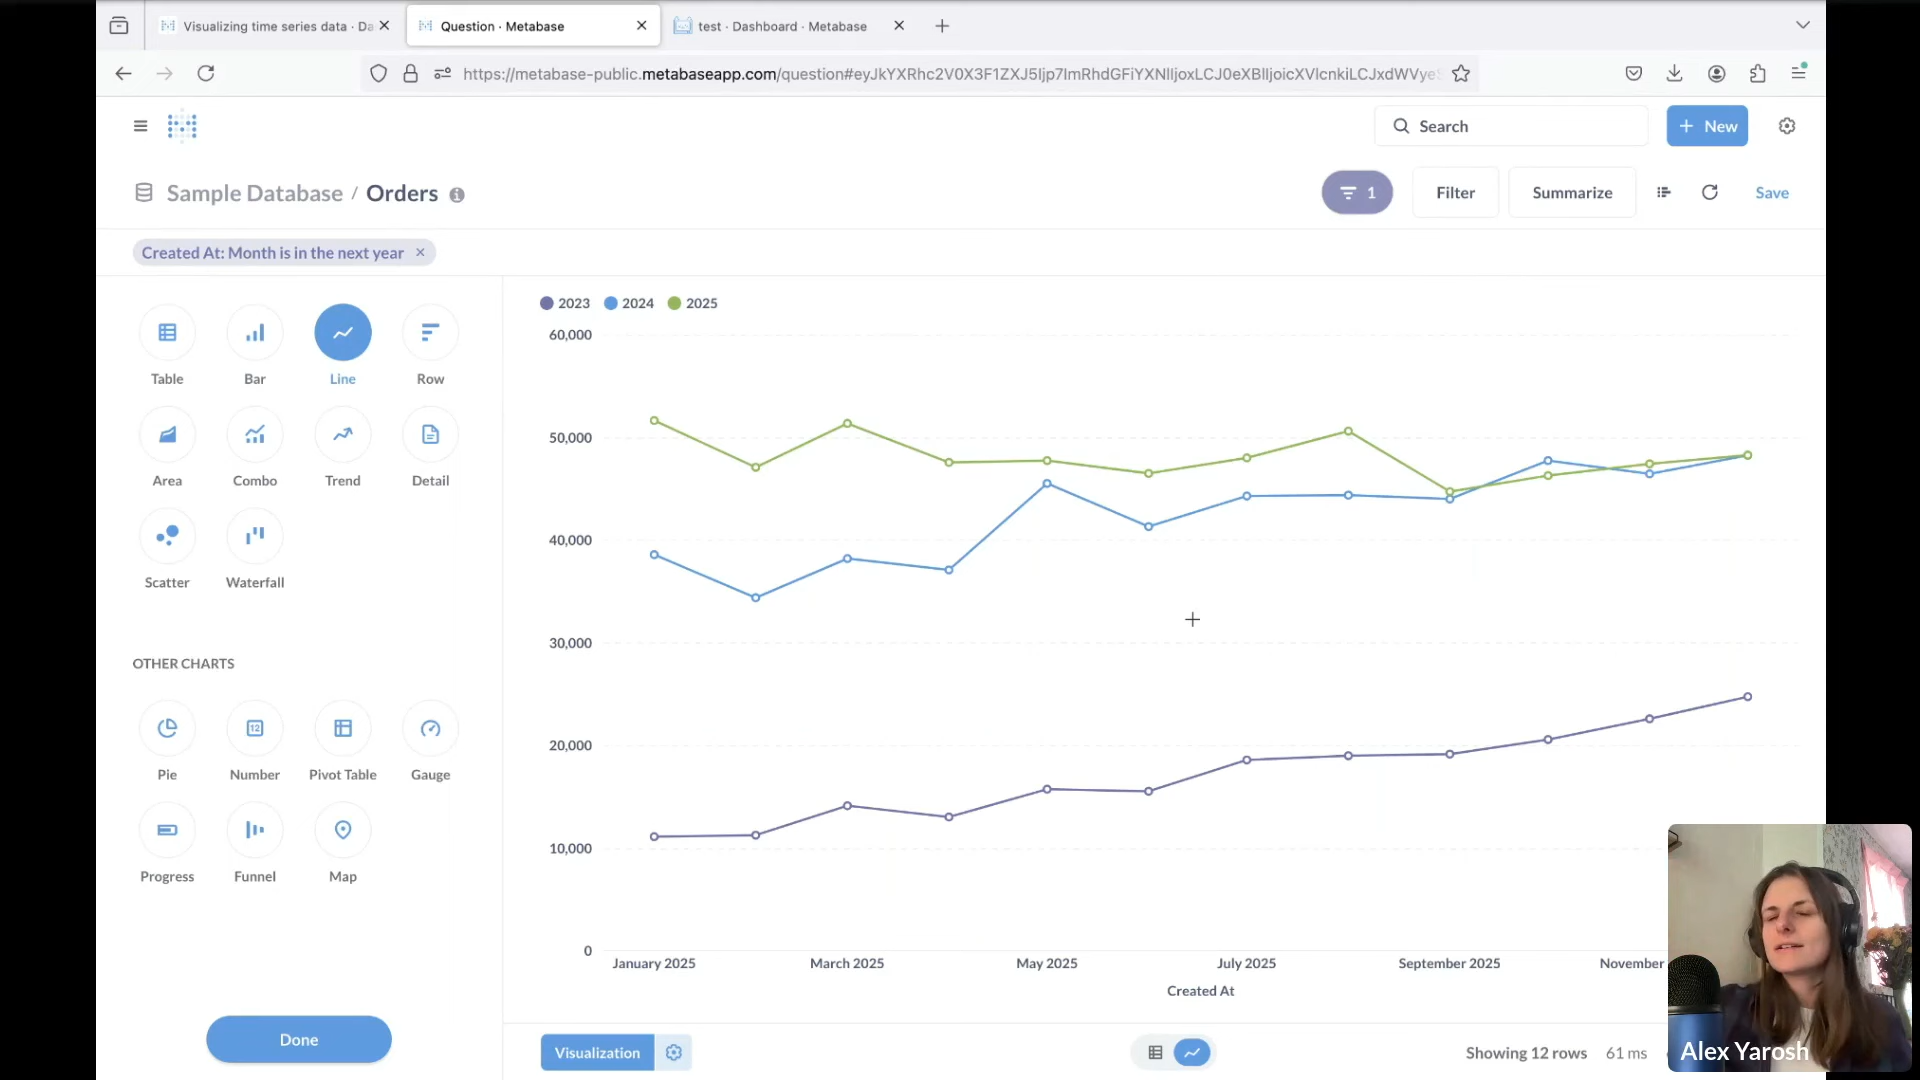 Visualizing time series data · Da
Question · Metabase
test · Dashboard · Metabase
https://metabase-public.metabaseapp.com/question#
Search
+ New
Sample Database / Orders
1
Filter
Summarize
Save
Created At: Month is in the next year
2023 2024 2025
Table Bar Line Row
Area Combo Trend Detail
Scatter Waterfall
OTHER CHARTS
12
Pie Number Pivot Table Gauge
Progress Funnel Map
Done
60,000
50,000
40,000
30,000
20,000
10,000
0
January 2025 March 2025 May 2025 July 2025 September 2025 November
Created At
Visualization
Showing 12 rows 61 ms
Alex Yarosh